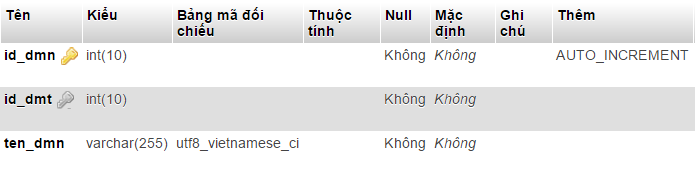 Tên Kiểu Bảng mã đối chiếu Thuộc tính Null Mặc định Ghi chú Thêm
id_dmn int(10) Không Không AUTO_INCREMENT
id_dmt int(10) Không Không
ten_dmn varchar(255) utf8_vietnamese_ci Không Không